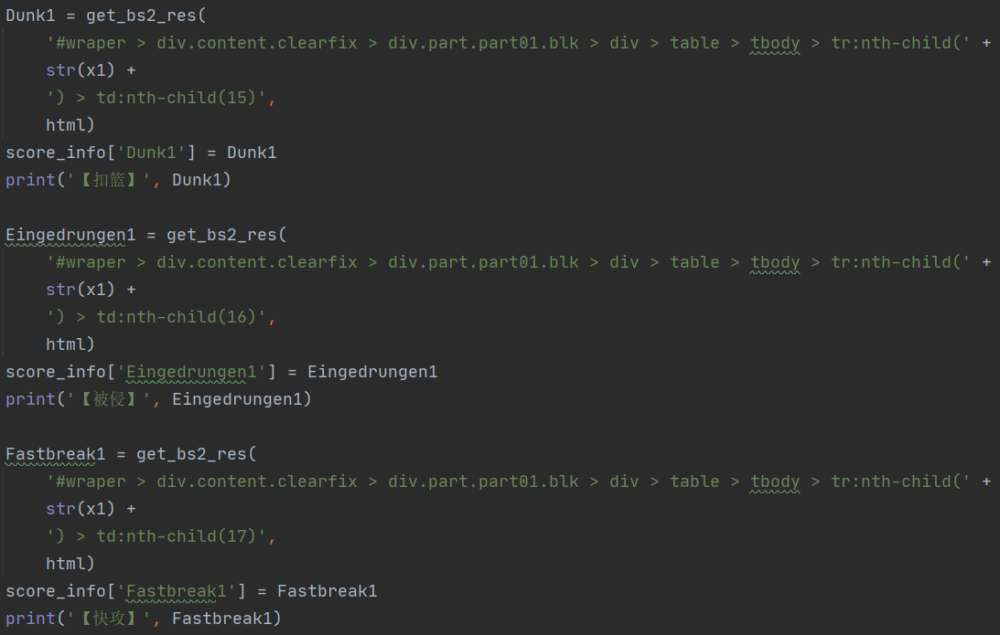 Dunk1 = get_bs2_res(
    '#wraper > div.content.clearfix > div.part.part01.blk > div > table > tbody > tr:nth-child(' +
    str(x1) +
    ') > td:nth-child(15)',
    html)
score_info['Dunk1'] = Dunk1
print('【扣篮】', Dunk1)

Eingedrungen1 = get_bs2_res(
    '#wraper > div.content.clearfix > div.part.part01.blk > div > table > tbody > tr:nth-child(' +
    str(x1) +
    ') > td:nth-child(16)',
    html)
score_info['Eingedrungen1'] = Eingedrungen1
print('【被侵】', Eingedrungen1)

Fastbreak1 = get_bs2_res(
    '#wraper > div.content.clearfix > div.part.part01.blk > div > table > tbody > tr:nth-child(' +
    str(x1) +
    ') > td:nth-child(17)',
    html)
score_info['Fastbreak1'] = Fastbreak1
print('【快攻】', Fastbreak1)